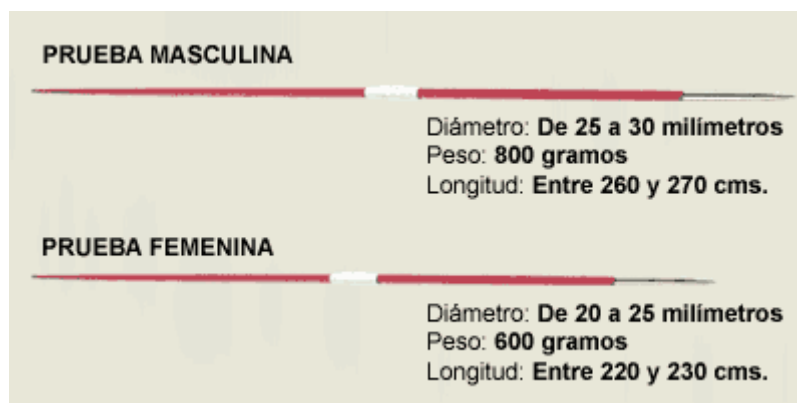 PRUEBA MASCULINA
Diámetro: De 25 a 30 milímetros
Peso: 800 gramos
Longitud: Entre 260 y 270 cms.
PRUEBA FEMENINA
Diámetro: De 20 a 25 milímetros
Peso: 600 gramos
Longitud: Entre 220 y 230 cms.